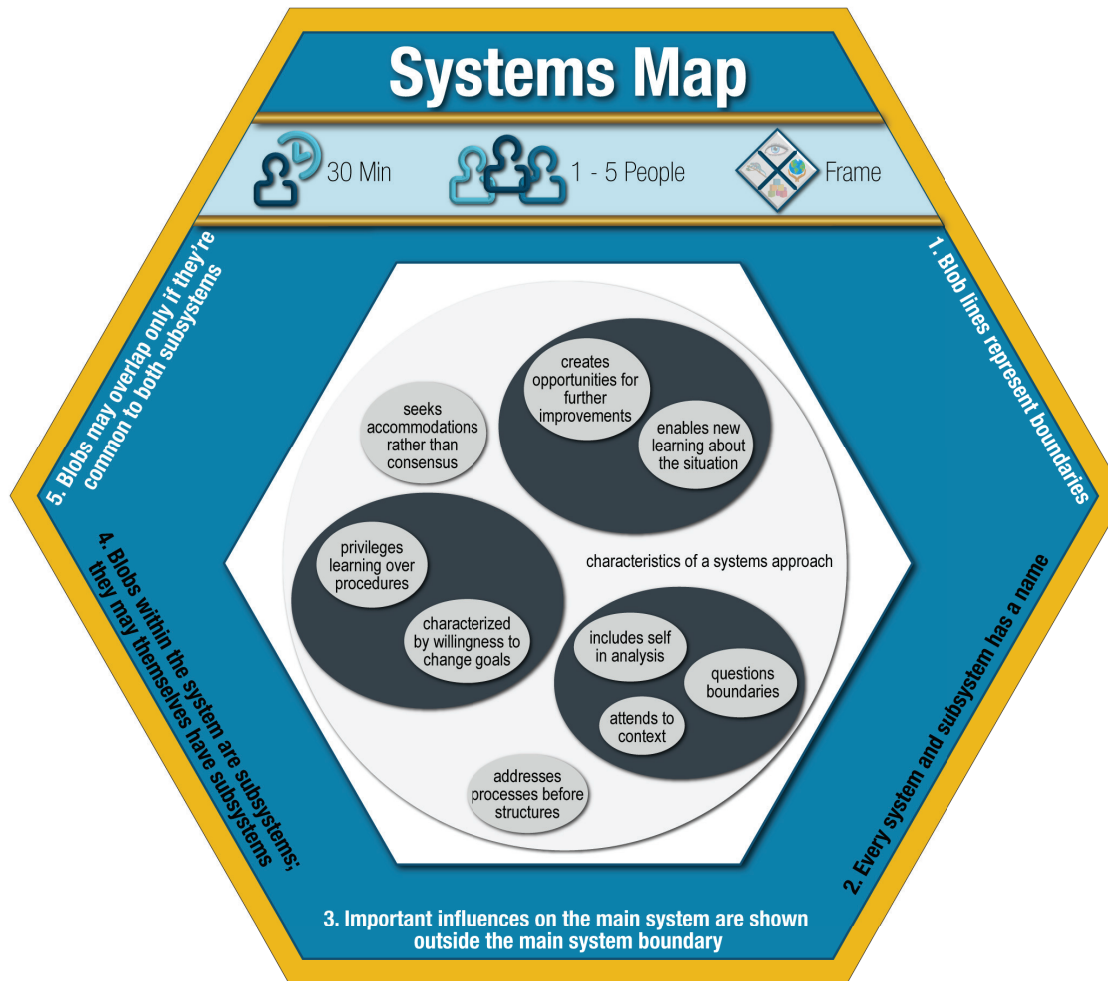 Systems Map
30 Min
1 - 5 People
Frame
1. Blob lines represent boundaries
2. Every system and subsystem has a name
3. Important influences on the main system are shown
outside the main system boundary
4. Blobs within the system are subsystems;
they may themselves have subsystems
5. Blobs may overlap only if they're
common to both subsystems
creates
opportunities for
further
improvements
enables new
learning about
the situation
seeks
accommodations
rather than
consensus
privileges
learning over
procedures
characterized
by willingness to
change goals
characteristics of a systems approach
includes self
in analysis
questions
boundaries
attends to
context
addresses
processes before
structures